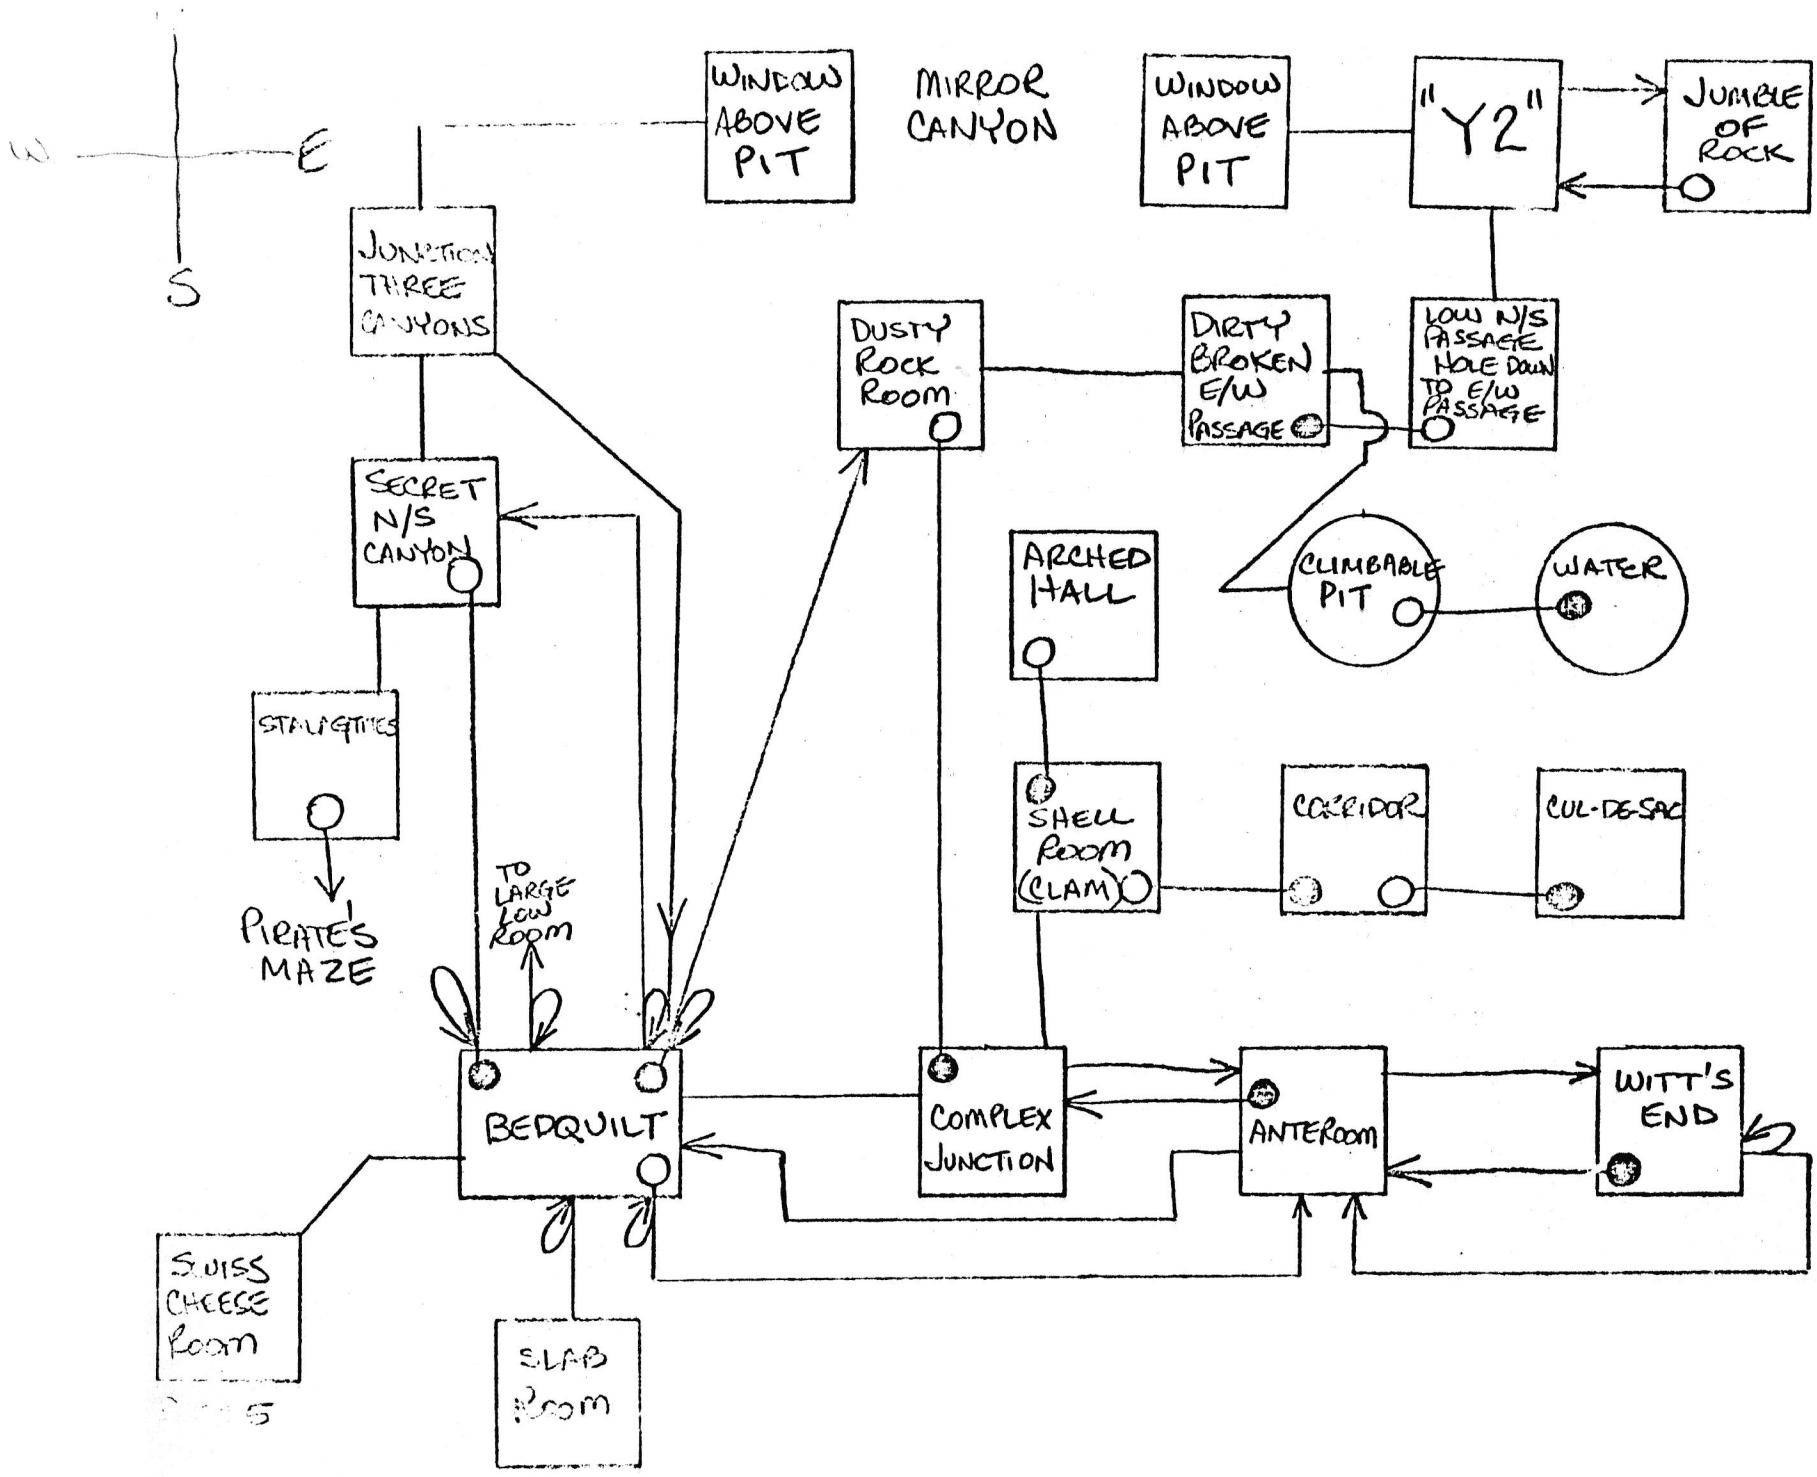 W
E
S
WINDOW
ABOVE
PIT
MIRROR
CANYON
WINDOW
ABOVE
PIT
"Y2"
JUMBLE
OF
ROCK
JUNCTION
THREE
CANYONS
DUSTY
ROCK
ROOM
DIRTY
BROKEN
E/W
PASSAGE
LOW N/S
PASSAGE
HOLE DOWN
TO E/W
PASSAGE
SECRET
N/S
CANYON
ARCHED
HALL
CLIMBABLE
PIT
WATER
STALAGTITES
SHELL
ROOM
(CLAM)
CORRIDOR
CUL-DE-SAC
TO
LARGE
LOW
ROOM
PIRATE'S
MAZE
BEDQUILT
COMPLEX
JUNCTION
ANTEROOM
WITT'S
END
SWISS
CHEESE
ROOM
5
SLAB
ROOM